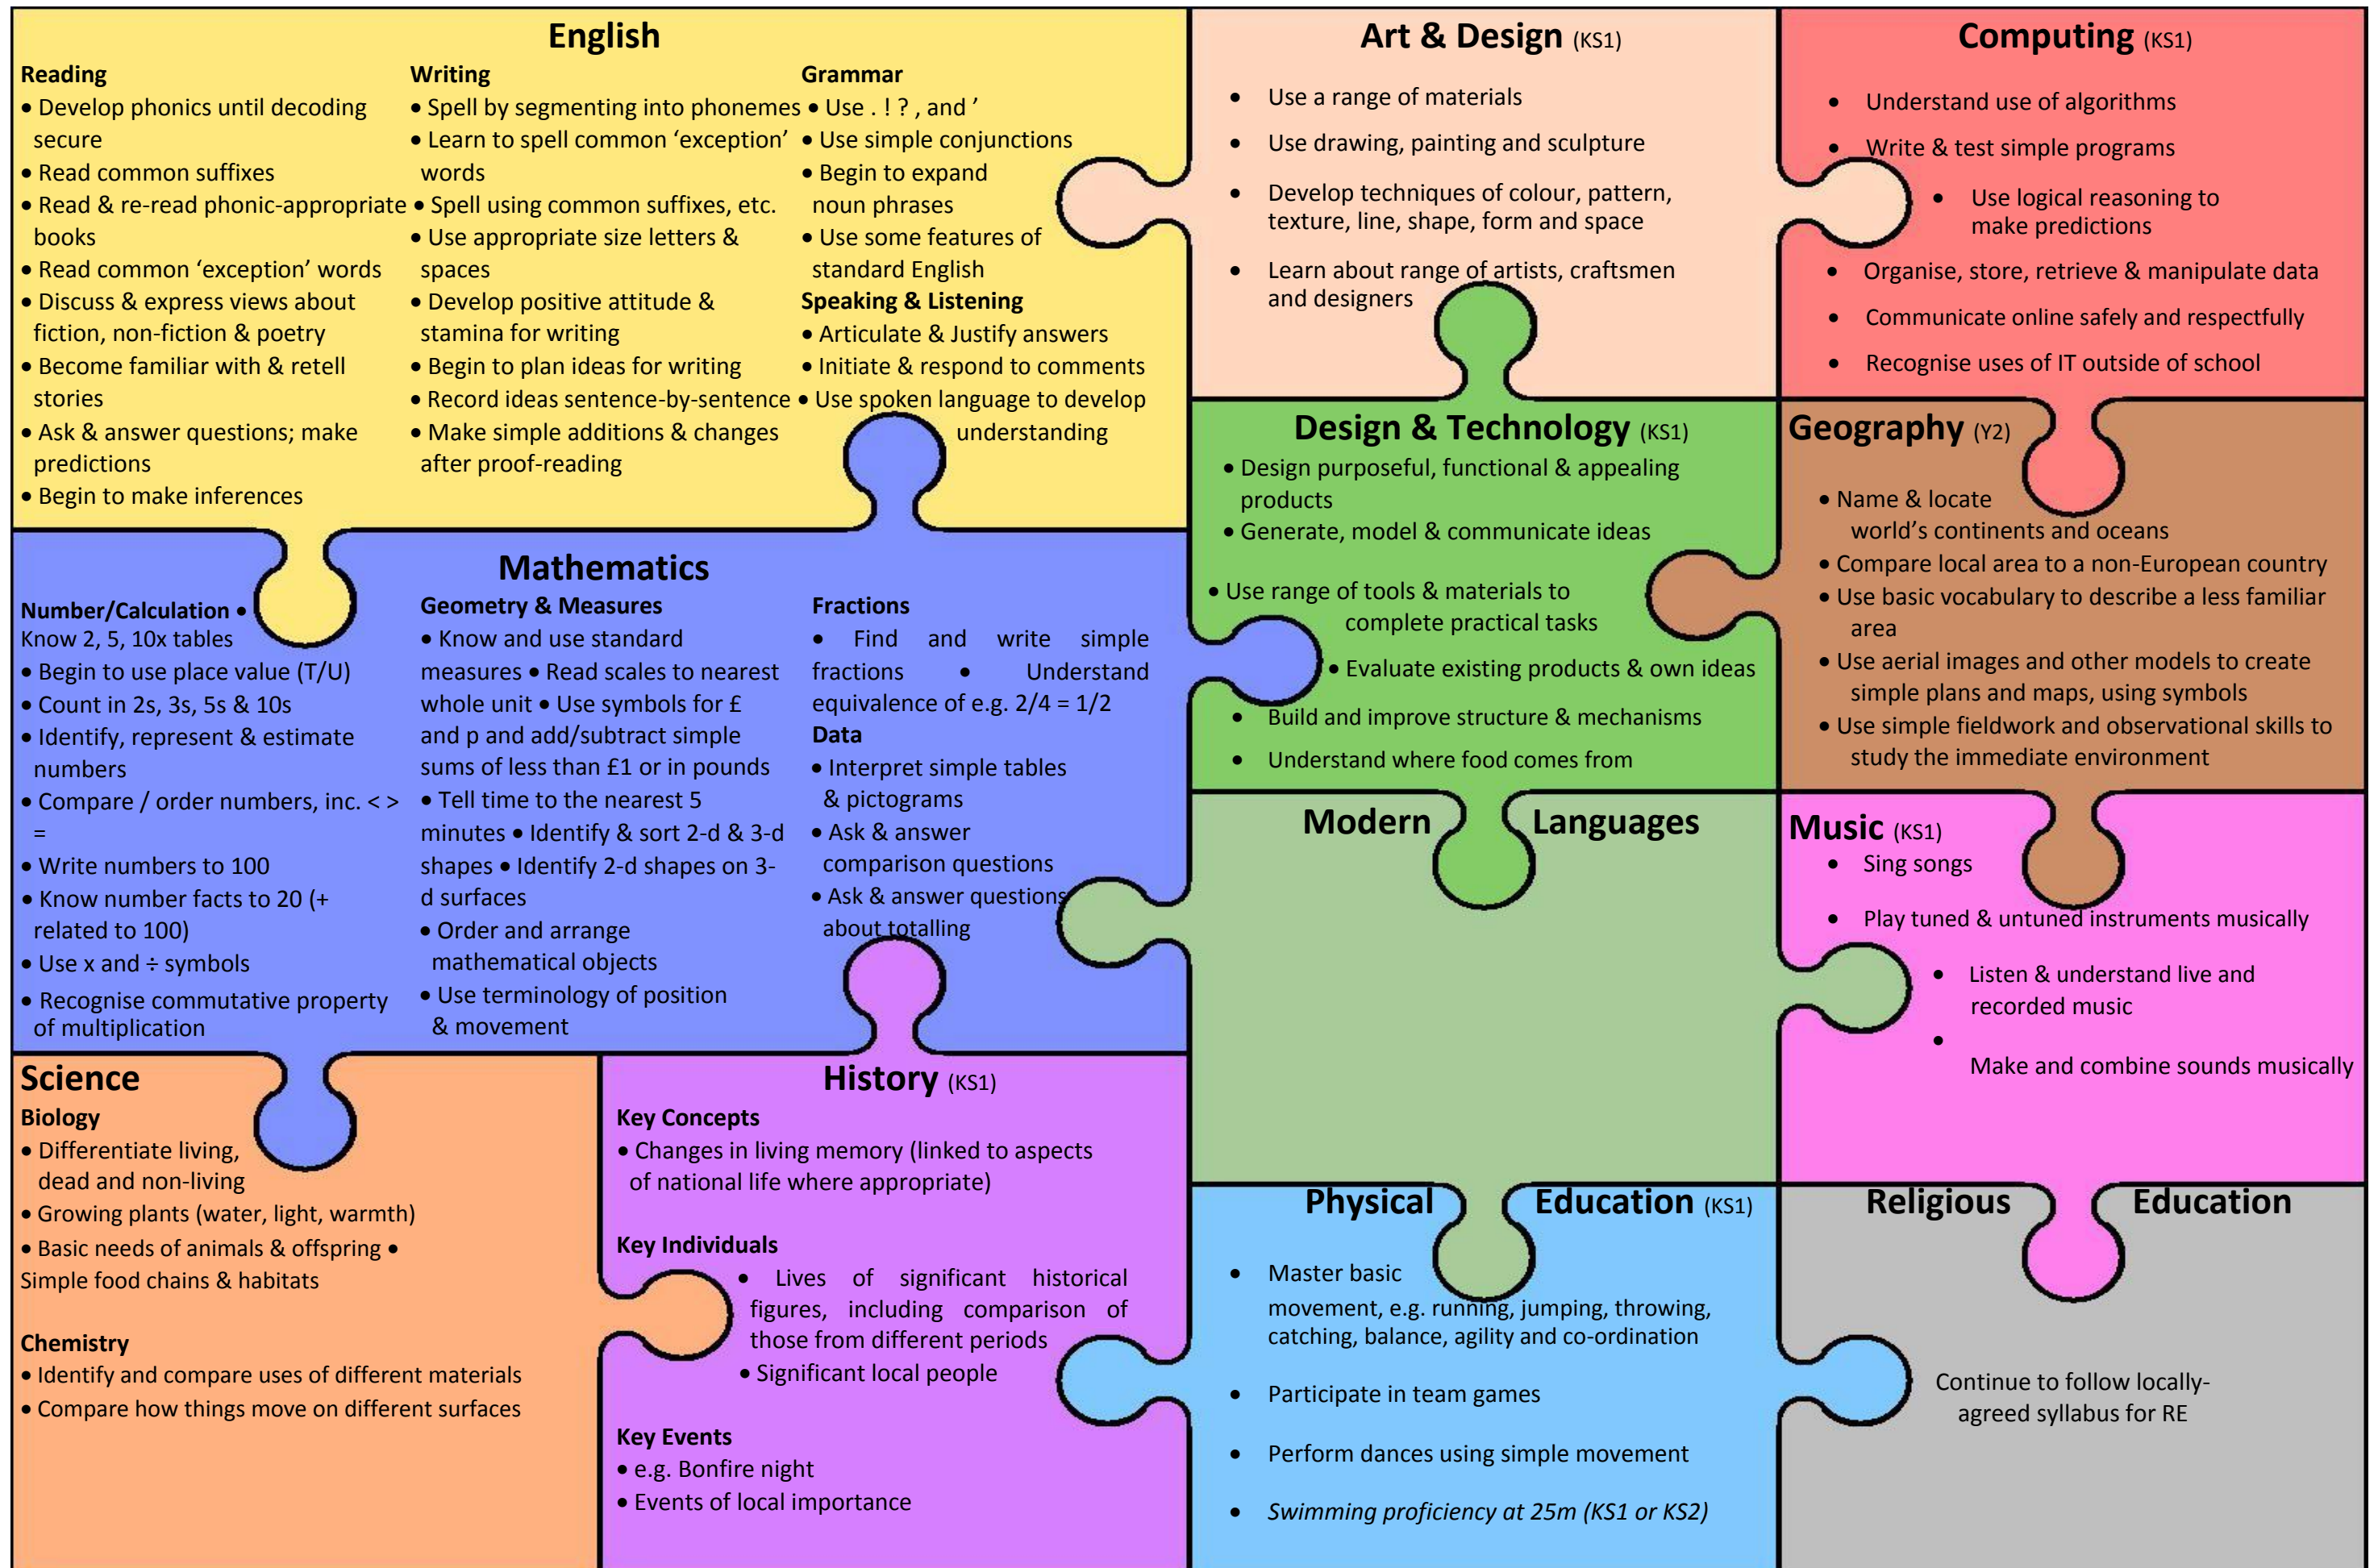 English
Reading
• Develop phonics until decoding
secure
• Read common suffixes
• Read & re-read phonic-appropriate
books
• Read common ‘exception’ words
• Discuss & express views about
fiction, non-fiction & poetry
• Become familiar with & retell
stories
• Ask & answer questions; make
predictions
• Begin to make inferences
Writing
• Spell by segmenting into phonemes
• Learn to spell common ‘exception’
words
• Spell using common suffixes, etc.
• Use appropriate size letters &
spaces
• Develop positive attitude &
stamina for writing
• Begin to plan ideas for writing
• Record ideas sentence-by-sentence
• Make simple additions & changes
after proof-reading
Grammar
• Use . ! ? , and ’
• Use simple conjunctions
• Begin to expand
noun phrases
• Use some features of
standard English
Speaking & Listening
• Articulate & Justify answers
• Initiate & respond to comments
• Use spoken language to develop
understanding
Art & Design (KS1)
• Use a range of materials
• Use drawing, painting and sculpture
• Develop techniques of colour, pattern,
texture, line, shape, form and space
• Learn about range of artists, craftsmen
and designers
Computing (KS1)
• Understand use of algorithms
• Write & test simple programs
• Use logical reasoning to
make predictions
• Organise, store, retrieve & manipulate data
• Communicate online safely and respectfully
• Recognise uses of IT outside of school
Mathematics
Number/Calculation •
Know 2, 5, 10x tables
• Begin to use place value (T/U)
• Count in 2s, 3s, 5s & 10s
• Identify, represent & estimate
numbers
• Compare / order numbers, inc. < >
=
• Write numbers to 100
• Know number facts to 20 (+
related to 100)
• Use x and ÷ symbols
• Recognise commutative property
of multiplication
Geometry & Measures
• Know and use standard
measures • Read scales to nearest
whole unit • Use symbols for £
and p and add/subtract simple
sums of less than £1 or in pounds
• Tell time to the nearest 5
minutes • Identify & sort 2-d & 3-d
shapes • Identify 2-d shapes on 3-
d surfaces
• Order and arrange
mathematical objects
• Use terminology of position
& movement
Fractions
• Find and write simple
fractions • Understand
equivalence of e.g. 2/4 = 1/2
Data
• Interpret simple tables
& pictograms
• Ask & answer
comparison questions
• Ask & answer questions
about totalling
Design & Technology (KS1)
• Design purposeful, functional & appealing
products
• Generate, model & communicate ideas
• Use range of tools & materials to
complete practical tasks
• Evaluate existing products & own ideas
• Build and improve structure & mechanisms
• Understand where food comes from
Geography (Y2)
• Name & locate
world’s continents and oceans
• Compare local area to a non-European country
• Use basic vocabulary to describe a less familiar
area
• Use aerial images and other models to create
simple plans and maps, using symbols
• Use simple fieldwork and observational skills to
study the immediate environment
Modern Languages
Music (KS1)
• Sing songs
• Play tuned & untuned instruments musically
• Listen & understand live and
recorded music
•
Make and combine sounds musically
Science
Biology
• Differentiate living,
dead and non-living
• Growing plants (water, light, warmth)
• Basic needs of animals & offspring •
Simple food chains & habitats
Chemistry
• Identify and compare uses of different materials
• Compare how things move on different surfaces
History (KS1)
Key Concepts
• Changes in living memory (linked to aspects
of national life where appropriate)
Key Individuals
• Lives of significant historical
figures, including comparison of
those from different periods
• Significant local people
Key Events
• e.g. Bonfire night
• Events of local importance
Physical Education (KS1)
• Master basic
movement, e.g. running, jumping, throwing,
catching, balance, agility and co-ordination
• Participate in team games
• Perform dances using simple movement
• Swimming proficiency at 25m (KS1 or KS2)
Religious Education
Continue to follow locally-
agreed syllabus for RE